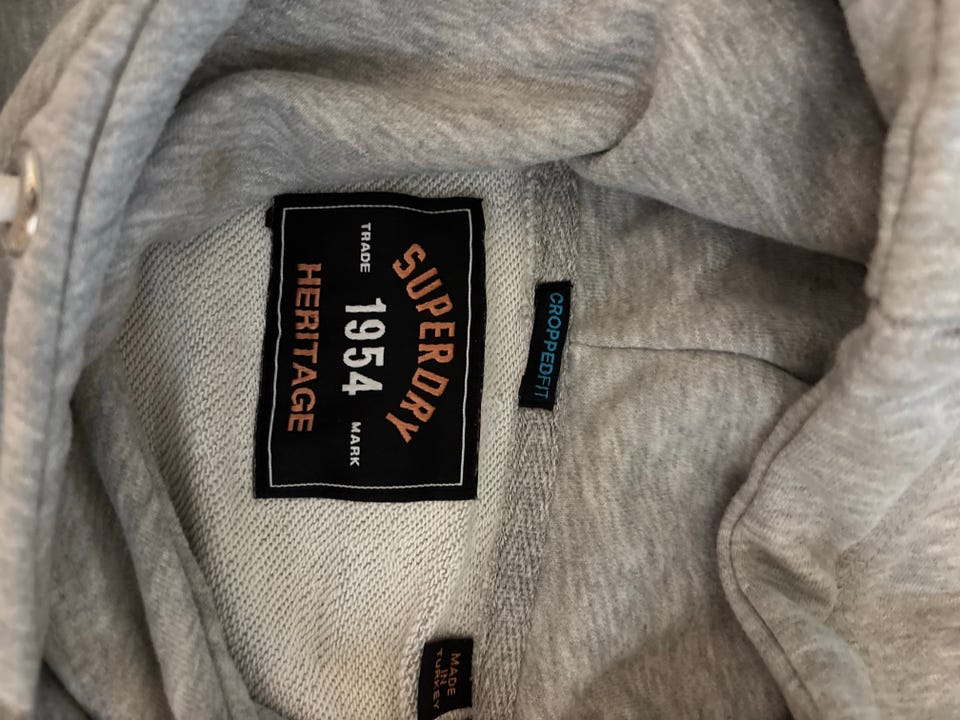 SUPERDRY
TRADE 1954 MARK
HERITAGE
CROPPEDFIT
MADE
IN
TURKEY